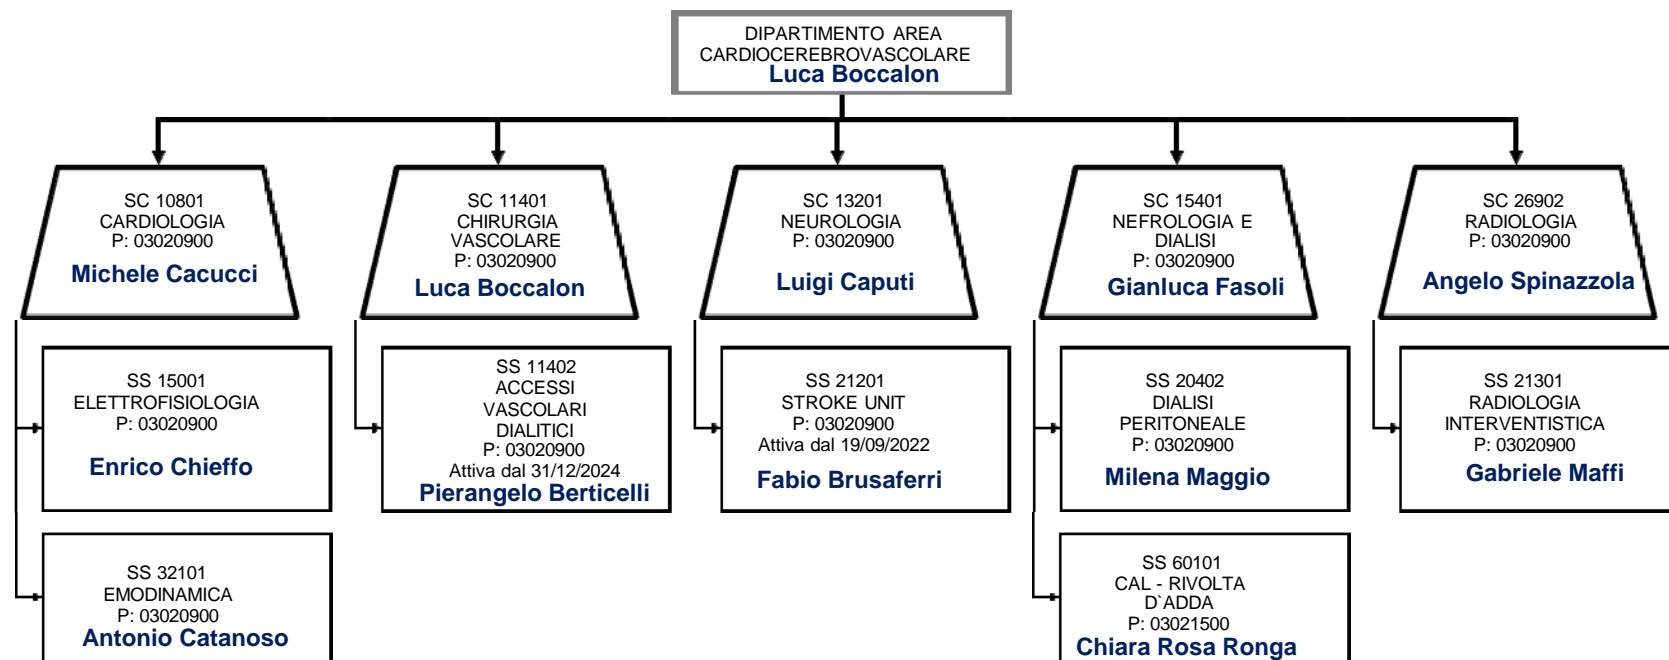 DIPARTIMENTO AREA
CARDIOCEREBROVASCOLARE
Luca Boccalon
SC 10801
CARDIOLOGIA
P: 03020900
Michele Cacucci
SC 11401
CHIRURGIA
VASCOLARE
P: 03020900
Luca Boccalon
SC 13201
NEUROLOGIA
P: 03020900
Luigi Caputi
SC 15401
NEFROLOGIA E
DIALISI
P: 03020900
Gianluca Fasoli
SC 26902
RADIOLOGIA
P: 03020900
Angelo Spinazzola
SS 15001
ELETTROFISIOLOGIA
P: 03020900
Enrico Chieffo
SS 11402
ACCESSI
VASCOLARI
DIALITICI
P: 03020900
Attiva dal 31/12/2024
Pierangelo Berticelli
SS 21201
STROKE UNIT
P: 03020900
Attiva dal 19/09/2022
Fabio Brusaferri
SS 20402
DIALISI
PERITONEALE
P: 03020900
Milena Maggio
SS 21301
RADIOLOGIA
INTERVENTISTICA
P: 03020900
Gabriele Maffi
SS 32101
EMODINAMICA
P: 03020900
Antonio Catanoso
SS 60101
CAL - RIVOLTA
D`ADDA
P: 03021500
Chiara Rosa Ronga